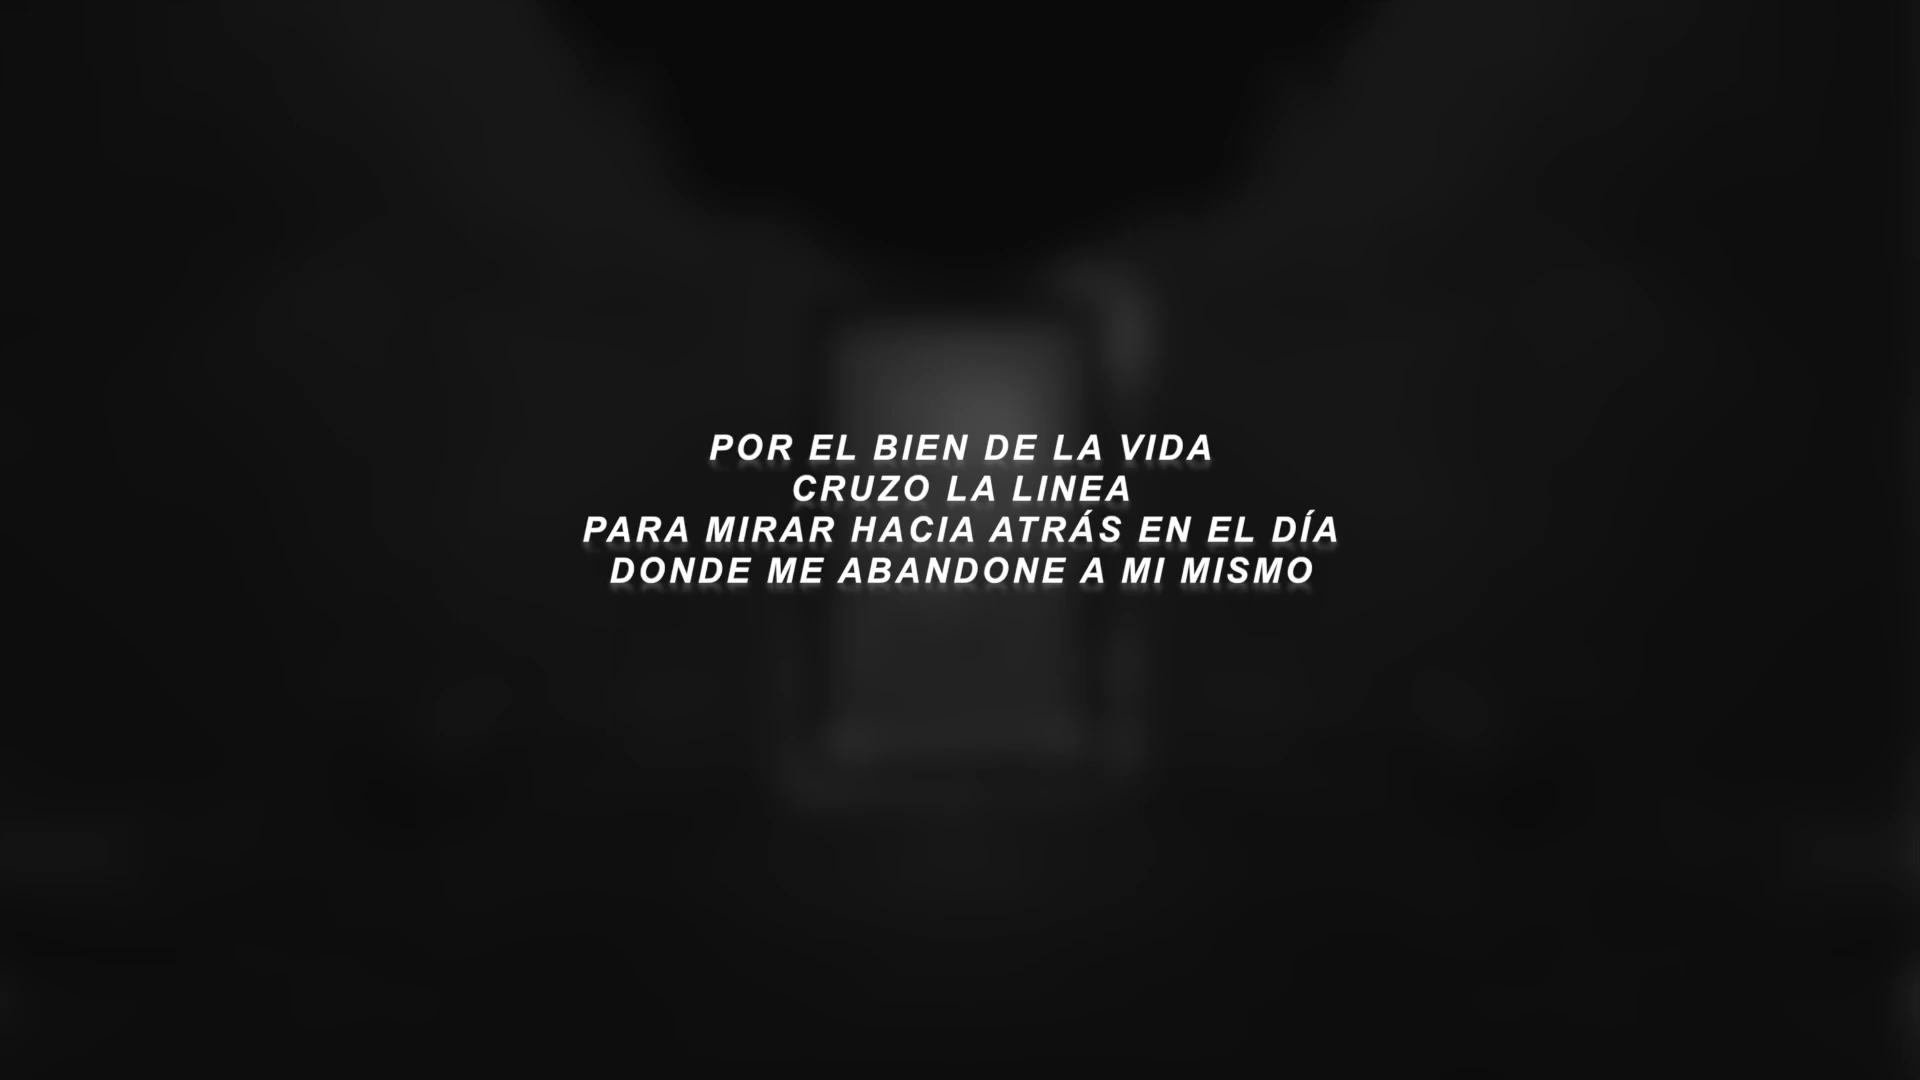 POR EL BIEN DE LA VIDA
CRUZO LA LINEA
PARA MIRAR HACIA ATRÁS EN EL DÍA
DONDE ME ABANDONE A MI MISMO